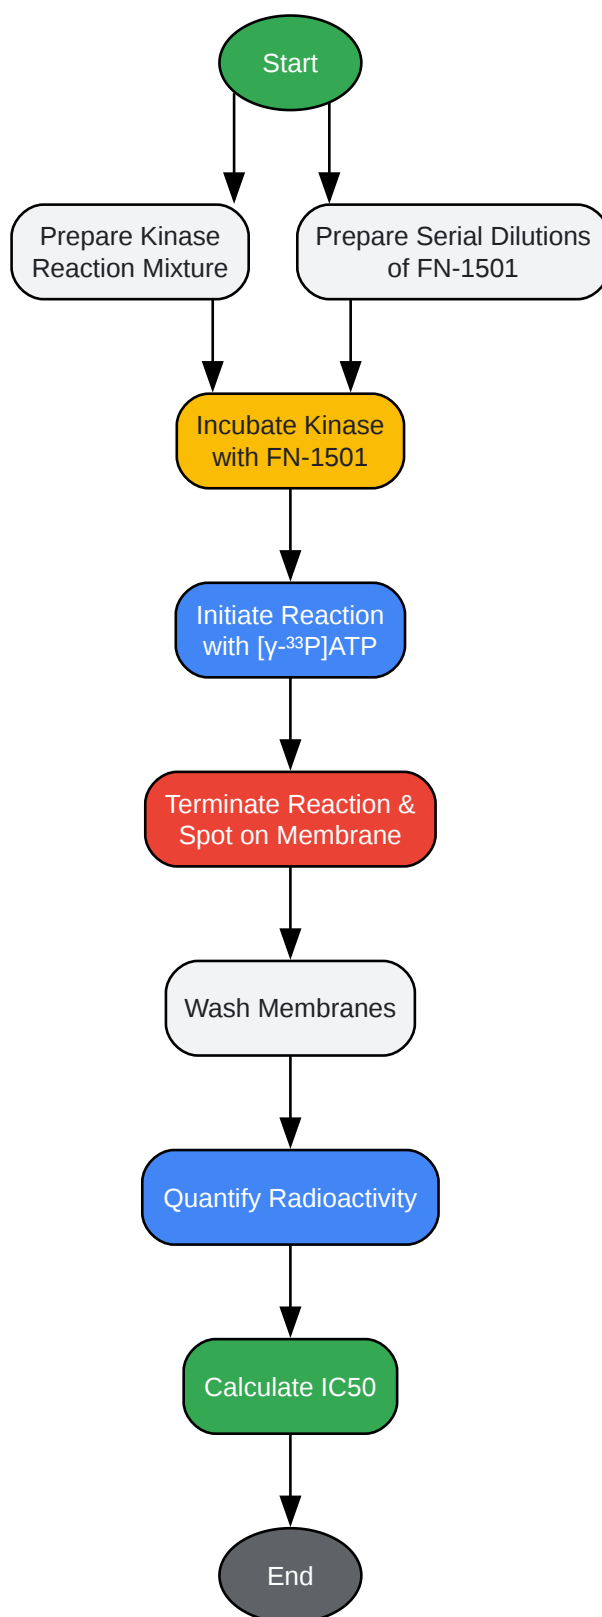 Start
Prepare Kinase
Reaction Mixture
Prepare Serial Dilutions
of FN-1501
Incubate Kinase
with FN-1501
Initiate Reaction
with [γ-³³P]ATP
Terminate Reaction &
Spot on Membrane
Wash Membranes
Quantify Radioactivity
Calculate IC50
End